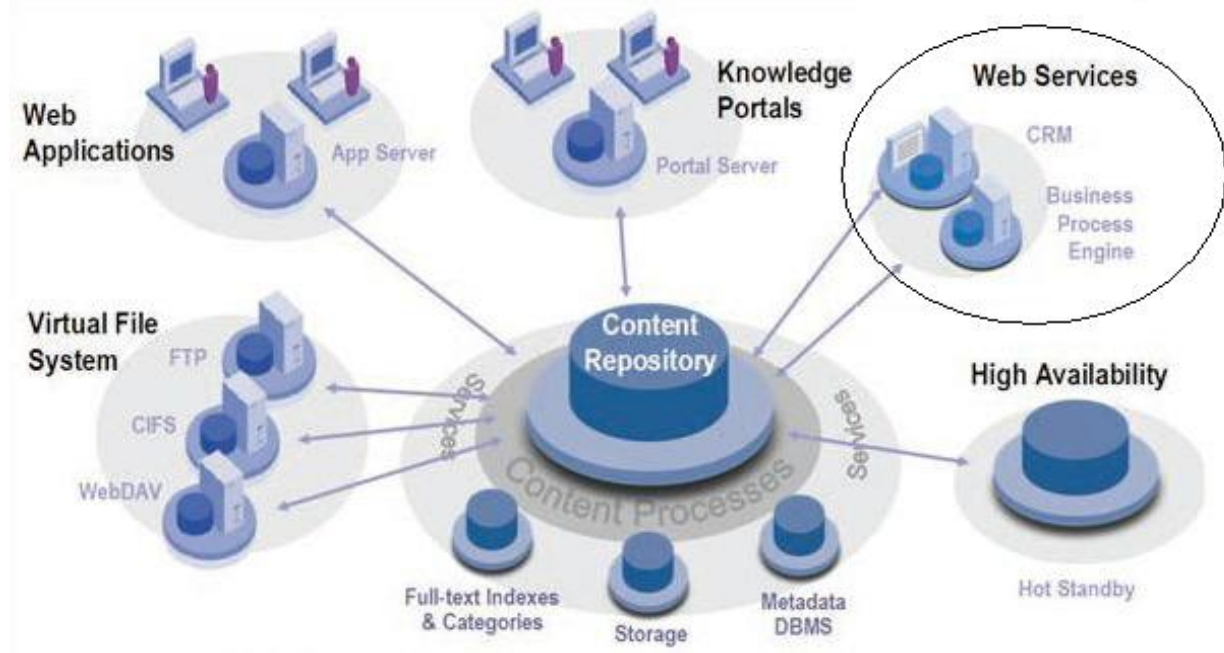 Web
Applications
App Server
Knowledge
Portals
Portal Server
Web Services
CRM
Business
Process
Engine
Virtual File
System
FTP
CIFS
WebDAV
Content
Repository
Services
Services
Content Processes
High Availability
Hot Standby
Full-text Indexes
& Categories
Storage
Metadata
DBMS